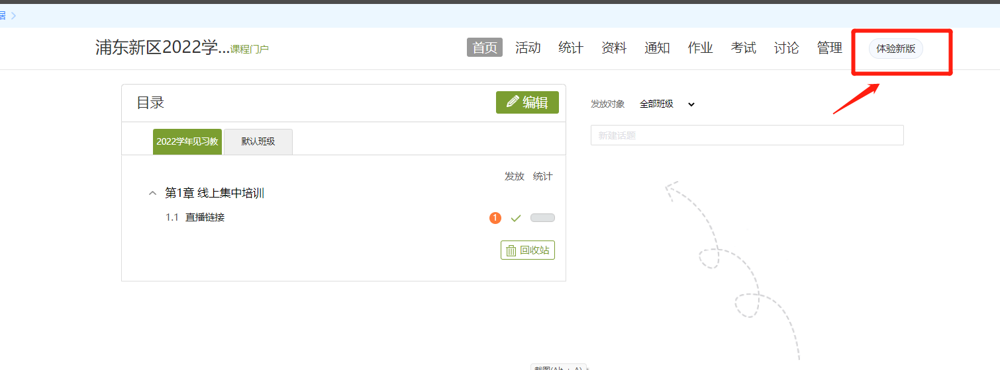 据
浦东新区2022学...课程门户 首页 活动 统计 资料 通知 作业 考试 讨论 管理 体验新版
目录 编辑
发放对象 全部班级
2022学年见习教 默认班级
新建话题
发放 统计
第1章 线上集中培训
1.1 直播链接 1
回收站
截图(Alt + A)